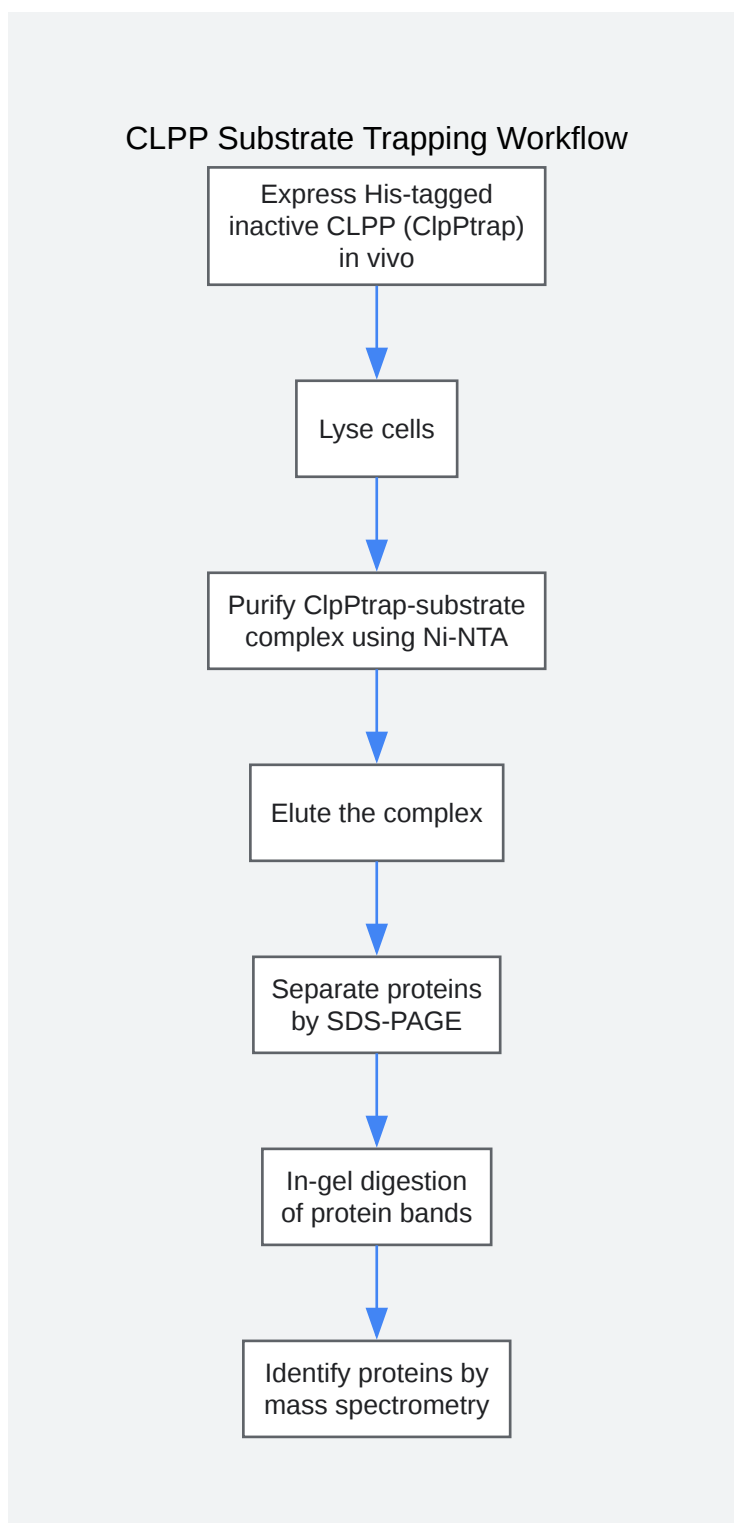 CLPP Substrate Trapping Workflow
Express His-tagged
inactive CLPP (ClpPtrap)
in vivo
Lyse cells
Purify ClpPtrap-substrate
complex using Ni-NTA
Elute the complex
Separate proteins
by SDS-PAGE
In-gel digestion
of protein bands
Identify proteins by
mass spectrometry